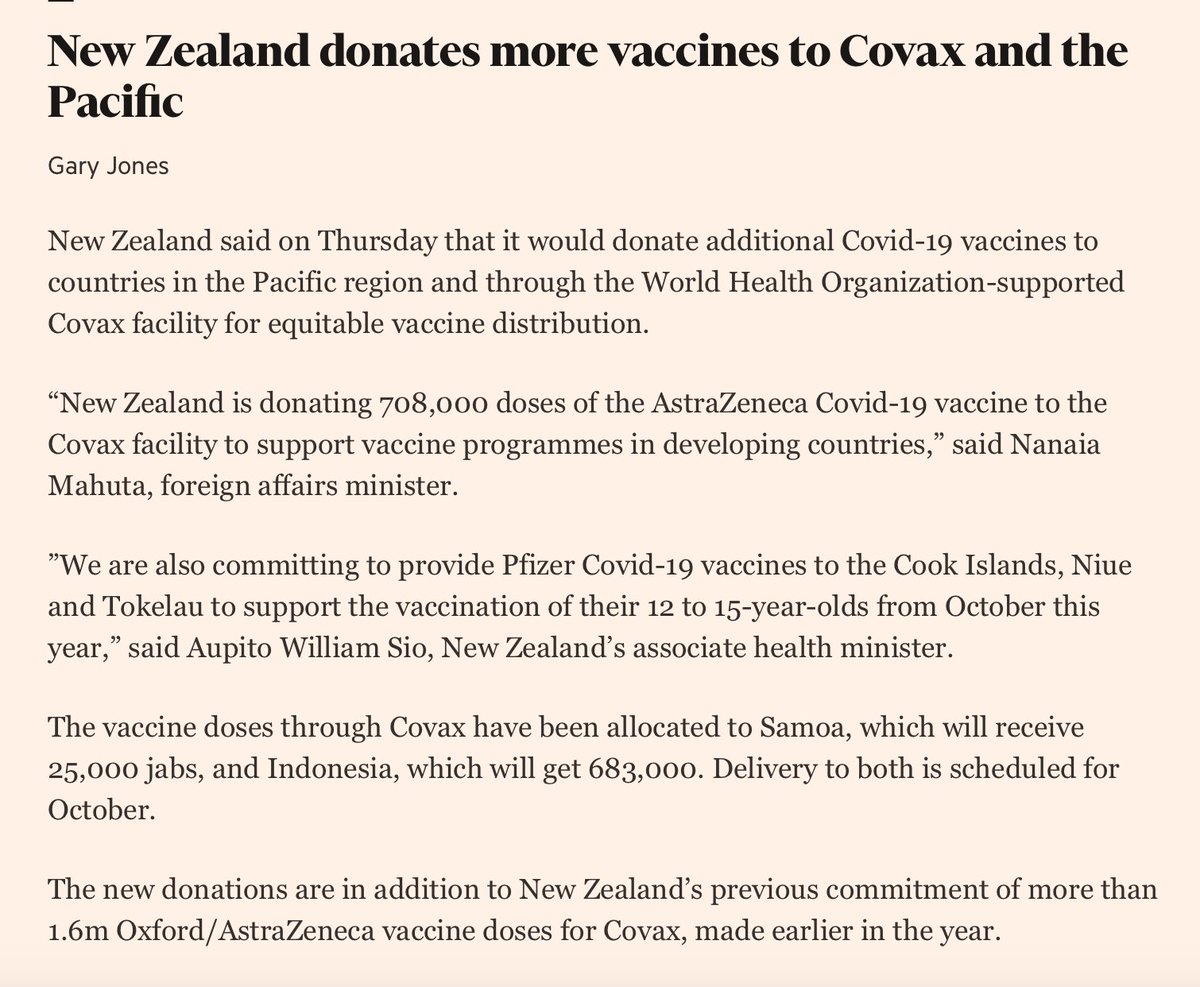 New Zealand donates more vaccines to Covax and the
Pacific
Gary Jones
New Zealand said on Thursday that it would donate additional Covid-19 vaccines to
countries in the Pacific region and through the World Health Organization-supported
Covax facility for equitable vaccine distribution.
“New Zealand is donating 708,000 doses of the AstraZeneca Covid-19 vaccine to the
Covax facility to support vaccine programmes in developing countries,” said Nanaia
Mahuta, foreign affairs minister.
”We are also committing to provide Pfizer Covid-19 vaccines to the Cook Islands, Niue
and Tokelau to support the vaccination of their 12 to 15-year-olds from October this
year,” said Aupito William Sio, New Zealand’s associate health minister.
The vaccine doses through Covax have been allocated to Samoa, which will receive
25,000 jabs, and Indonesia, which will get 683,000. Delivery to both is scheduled for
October.
The new donations are in addition to New Zealand’s previous commitment of more than
1.6m Oxford/AstraZeneca vaccine doses for Covax, made earlier in the year.